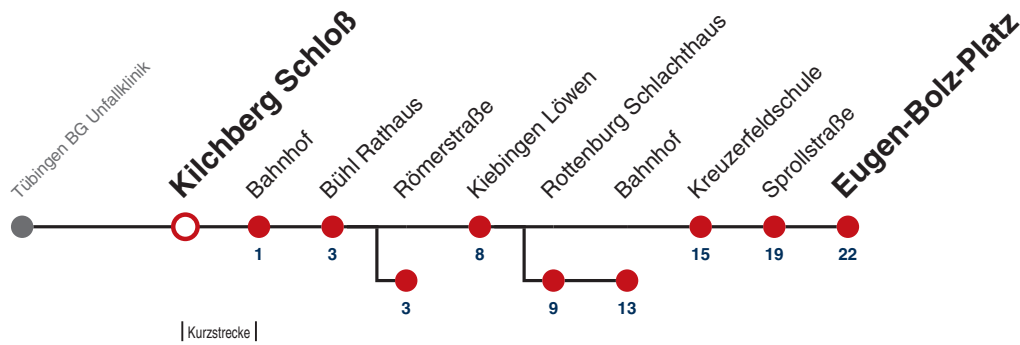 Tübingen BG Unfallklinik
Kilchberg Schloß
Bahnhof
Bühl Rathaus
Römerstraße
Kiebingen Löwen
Rottenburg Schlachthaus
Bahnhof
Kreuzerfeldschule
Sprollstraße
Eugen-Bolz-Platz
1
3
8
15
19
22
3
9
13
Kurzstrecke